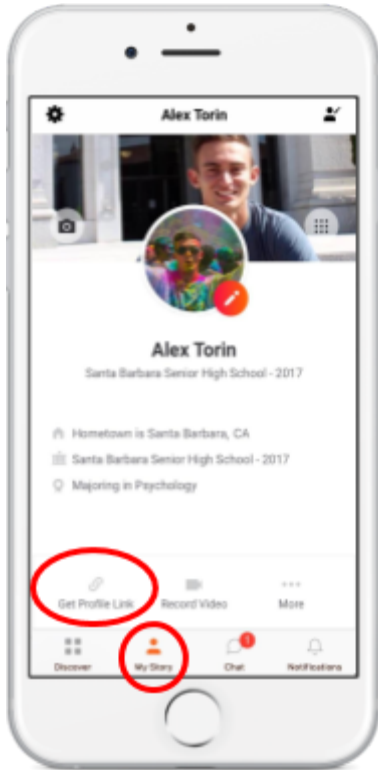 Alex Torin
Alex Torin
Santa Barbara Senior High School - 2017
Hometown is Santa Barbara, CA
Santa Barbara Senior High School - 2017
Majoring in Psychology
Get Profile Link Record Video More
1
Discover My Story Chat Notifications